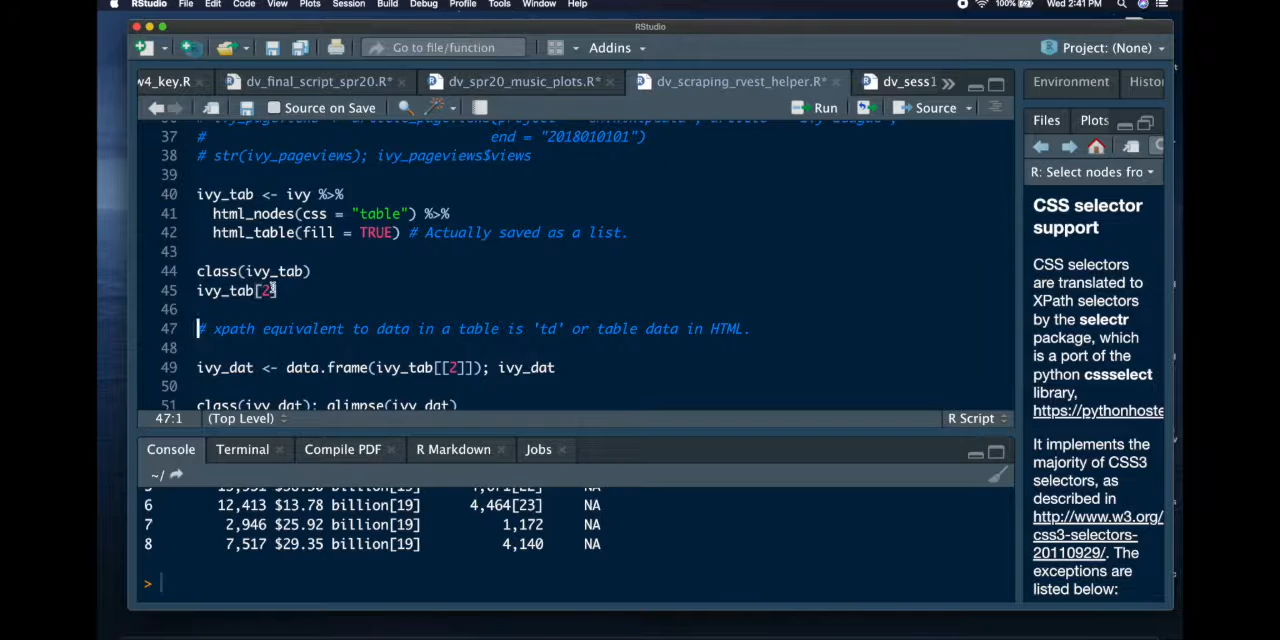 RStudio File Edit Code View Plots Session Build Debug Profile Tools Window Help 100% Wed 2:41 PM
RStudio
Go to file/function Addins Project: (None)
w4_key.R dv_final_script_spr20.R* dv_spr20_music_plots.R* dv_scraping_rvest_helper.R* dv_sess1 Environment Histor
Source on Save Run Source Files Plots
37 # end = "2018010101")
38 # str(ivy_pageviews); ivy_pageviews$views
39
40 ivy_tab <- ivy %>%
41 html_nodes(css = "table") %>%
42 html_table(fill = TRUE) # Actually saved as a list.
43
44 class(ivy_tab)
45 ivy_tab[2]
46
47 # xpath equivalent to data in a table is 'td' or table data in HTML.
48
49 ivy_dat <- data.frame(ivy_tab[[2]]); ivy_dat
50
51 class(ivy_dat); glimpse(ivy_dat)
47:1 (Top Level) R Script
Console Terminal Compile PDF R Markdown Jobs
~/
6 12,413 $13.78 billion[19] 4,464[23] NA
7 2,946 $25.92 billion[19] 1,172 NA
8 7,517 $29.35 billion[19] 4,140 NA
>
R: Select nodes fro
CSS selector
support
CSS selectors
are translated to
XPath selectors
by the selectr
package, which
is a port of the
python cssselect
library,
https://pythonhoste
It implements the
majority of CSS3
selectors, as
described in
http://www.w3.org/
css3-selectors-
20110929/. The
exceptions are
listed below: